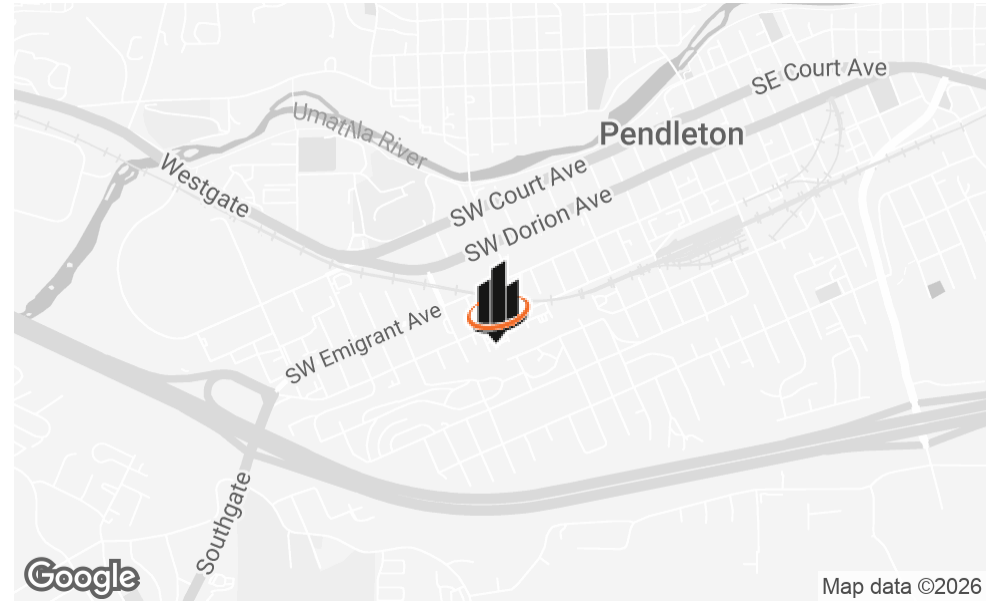 SE Court Ave
Umatilla River
Pendleton
Westgate
SW Court Ave
SW Dorion Ave
SW Emigrant Ave
Southgate
Google
Map data ©2026